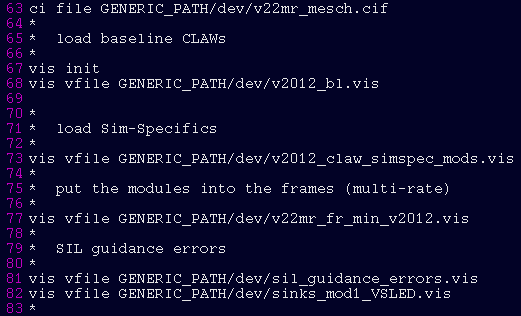 63 ci file GENERIC_PATH/dev/v22mr_mesch.cif
64 *
65 *  load baseline CLAWs
66 *
67 vis init
68 vis vfile GENERIC_PATH/dev/v2012_bl.vis
69
70 *
71 *  load Sim-Specifics
72 *
73 vis vfile GENERIC_PATH/dev/v2012_claw_simspec_mods.vis
74 *
75 *  put the modules into the frames (multi-rate)
76 *
77 vis vfile GENERIC_PATH/dev/v22mr_fr_min_v2012.vis
78 *
79 *  SIL guidance errors
80 *
81 vis vfile GENERIC_PATH/dev/sil_guidance_errors.vis
82 vis vfile GENERIC_PATH/dev/sinks_mod1_VSLED.vis
83 *